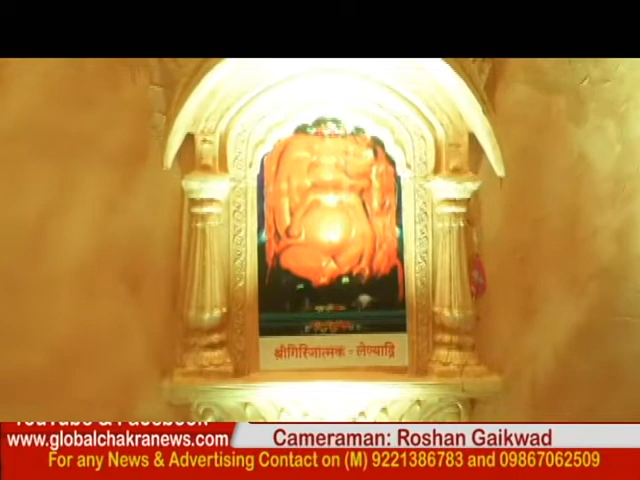 श्री गिरिजात्मक - लेण्याद्रि
YouTube & Facebook
www.globalchakranews.com
Cameraman: Roshan Gaikwad
For any News & Advertising Contact on (M) 9221386783 and 09867062509